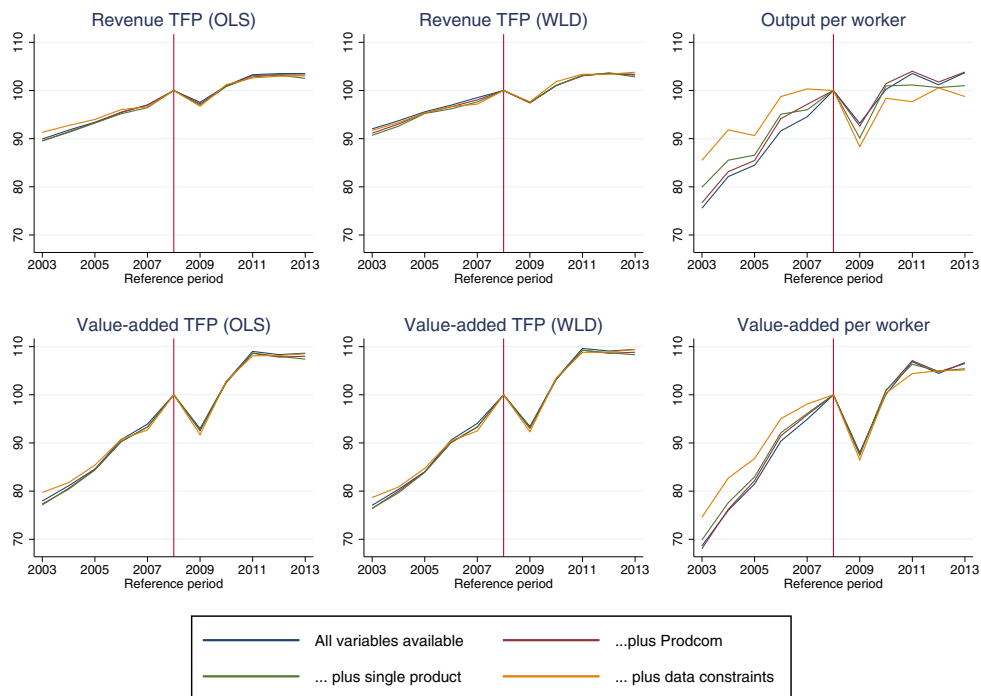 Revenue TFP (OLS)
110
100
90
80
70
2003 2005 2007 2009 2011 2013
Reference period
Revenue TFP (WLD)
110
100
90
80
70
2003 2005 2007 2009 2011 2013
Reference period
Output per worker
110
100
90
80
70
2003 2005 2007 2009 2011 2013
Reference period
Value-added TFP (OLS)
110
100
90
80
70
2003 2005 2007 2009 2011 2013
Reference period
Value-added TFP (WLD)
110
100
90
80
70
2003 2005 2007 2009 2011 2013
Reference period
Value-added per worker
110
100
90
80
70
2003 2005 2007 2009 2011 2013
Reference period
All variables available
...plus Prodcom
... plus single product
... plus data constraints